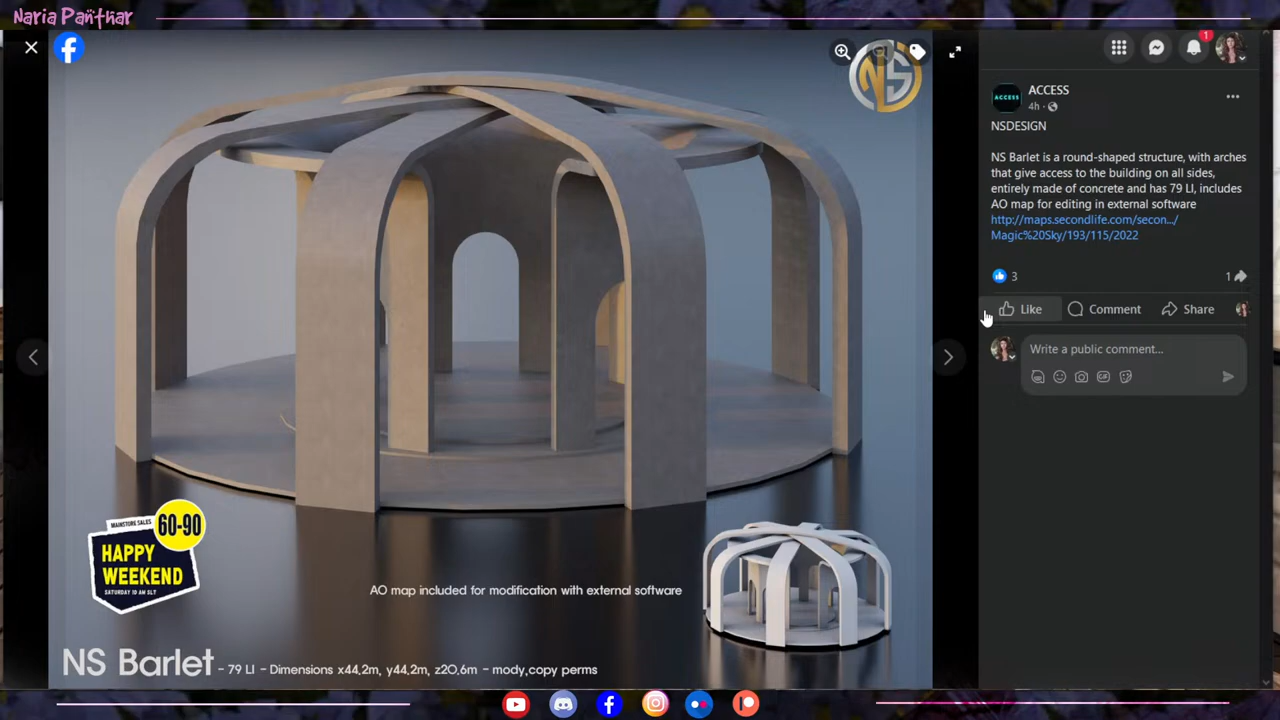 Naria Panthar
NS
ACCESS
ACCESS
4h
NSDESIGN
NS Barlet is a round-shaped structure, with arches
that give access to the building on all sides,
entirely made of concrete and has 79 LI, includes
AO map for editing in external software
http://maps.secondlife.com/secon.../
Magic%20Sky/193/115/2022
3
1
Like
Comment
Share
Write a public comment...
GIF
1
MAINSTORE SALES
60-90
HAPPY
WEEKEND
SATURDAY 10 AM SLT
AO map included for modification with external software
NS Barlet - 79 LI - Dimensions x44,2m, y44,2m, z20,6m - mody,copy perms